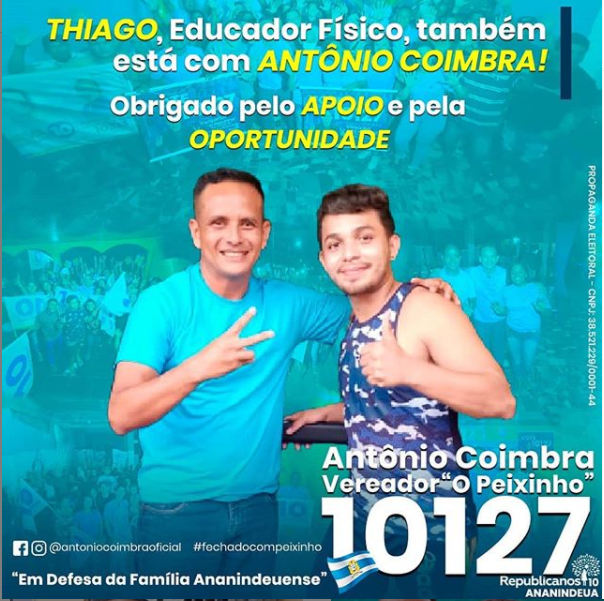 THIAGO, Educador Físico, também
está com ANTÔNIO COIMBRA!
Obrigado pelo APOIO e pela
OPORTUNIDADE
PROPAGANDA ELEITORAL - CNPJ: 38.521.229/0001-44
Antônio Coimbra
Vereador "O Peixinho"
10127
@antoniocoimbraoficial #fechadocompeixinho
"Em Defesa da Família Ananindeuense"
Republicanos 10
ANANINDEUA